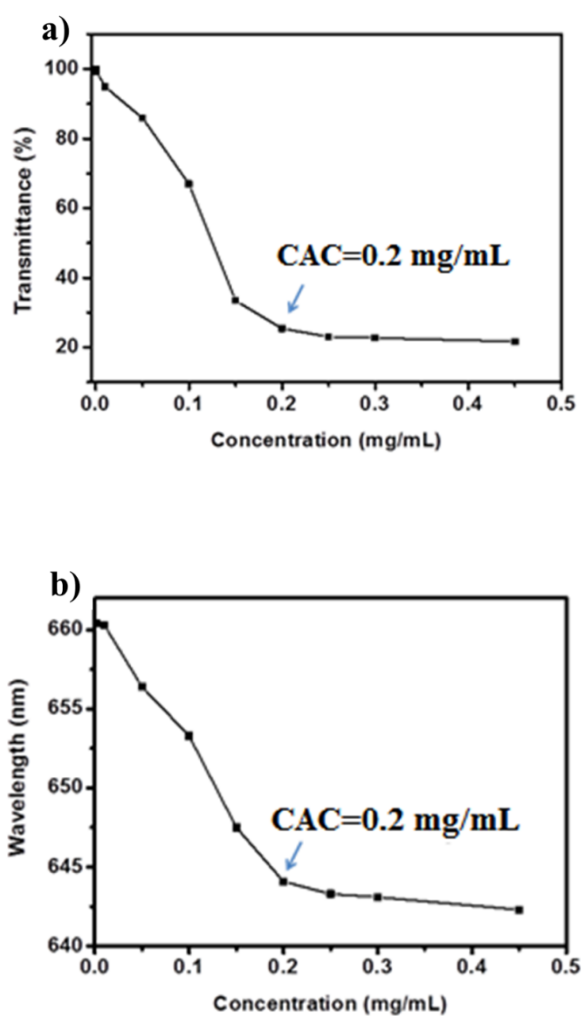 a)
100
80
60
40
20
Transmittance (%)
CAC=0.2 mg/mL
0.0 0.1 0.2 0.3 0.4 0.5
Concentration (mg/mL)
b)
660
655
650
645
640
Wavelength (nm)
CAC=0.2 mg/mL
0.0 0.1 0.2 0.3 0.4 0.5
Concentration (mg/mL)